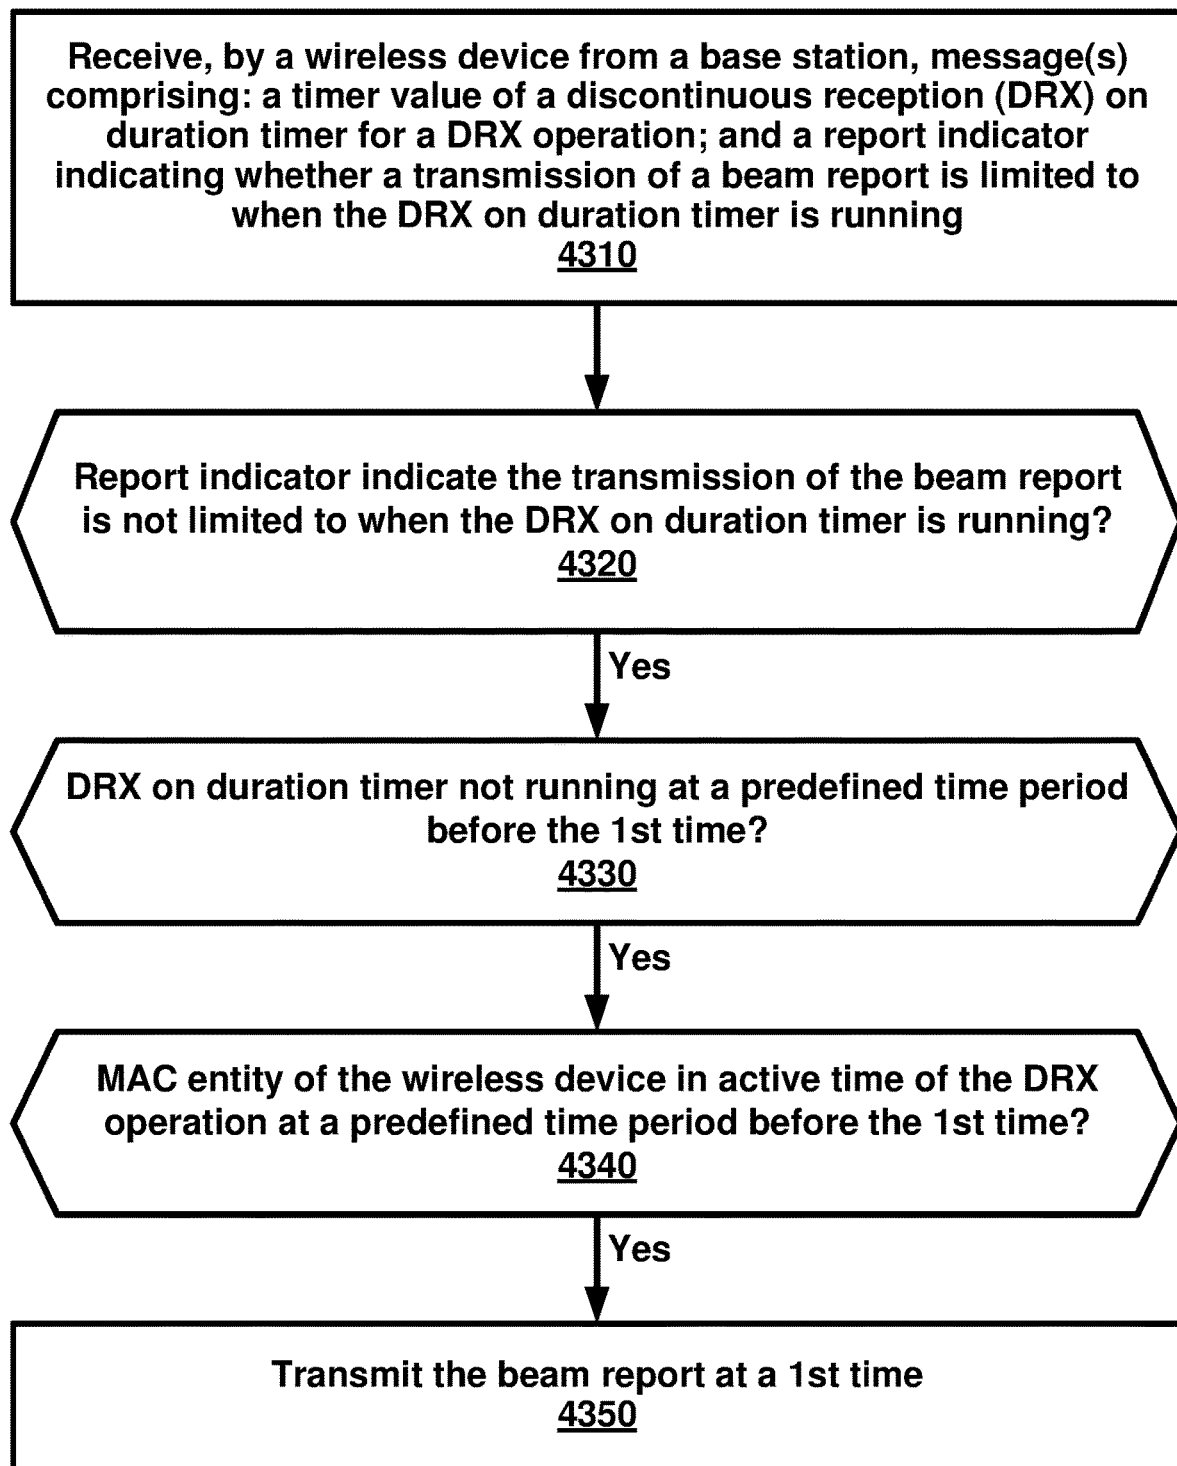 Receive, by a wireless device from a base station, message(s)
comprising: a timer value of a discontinuous reception (DRX) on
duration timer for a DRX operation; and a report indicator
indicating whether a transmission of a beam report is limited to
when the DRX on duration timer is running
4310
Report indicator indicate the transmission of the beam report
is not limited to when the DRX on duration timer is running?
4320
Yes
DRX on duration timer not running at a predefined time period
before the 1st time?
4330
Yes
MAC entity of the wireless device in active time of the DRX
operation at a predefined time period before the 1st time?
4340
Yes
Transmit the beam report at a 1st time
4350